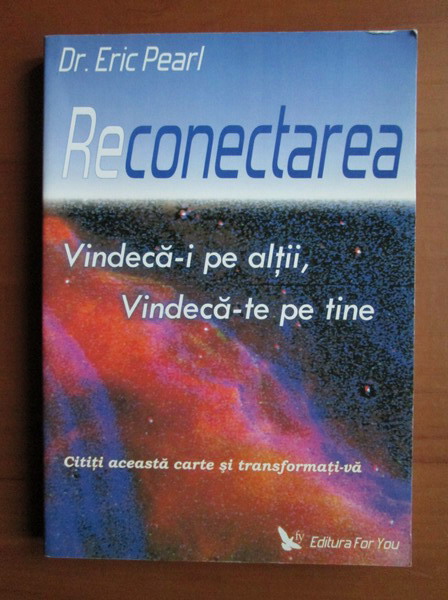 Dr. Eric Pearl
Reconectarea
Vindecă-i pe alții,
Vindecă-te pe tine
Citiți această carte și transformați-vă
fy
Editura For You